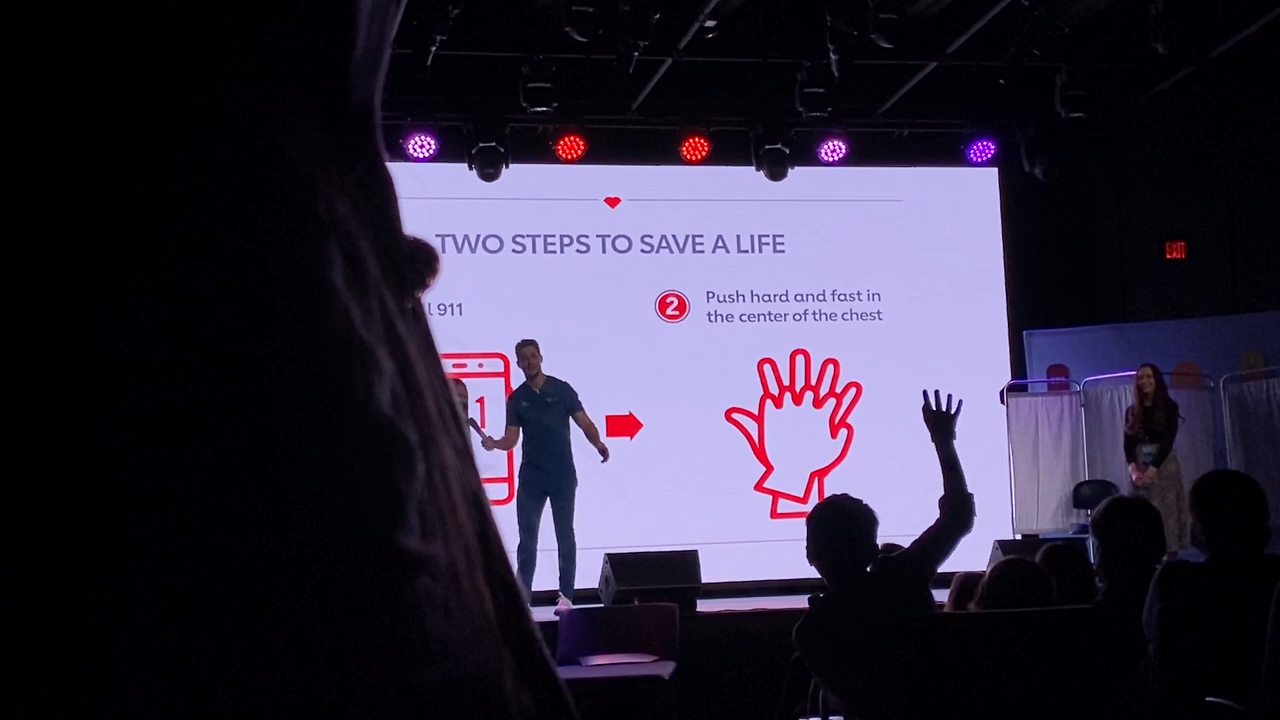 TWO STEPS TO SAVE A LIFE
l 911
2
Push hard and fast in
the center of the chest
1
EXIT